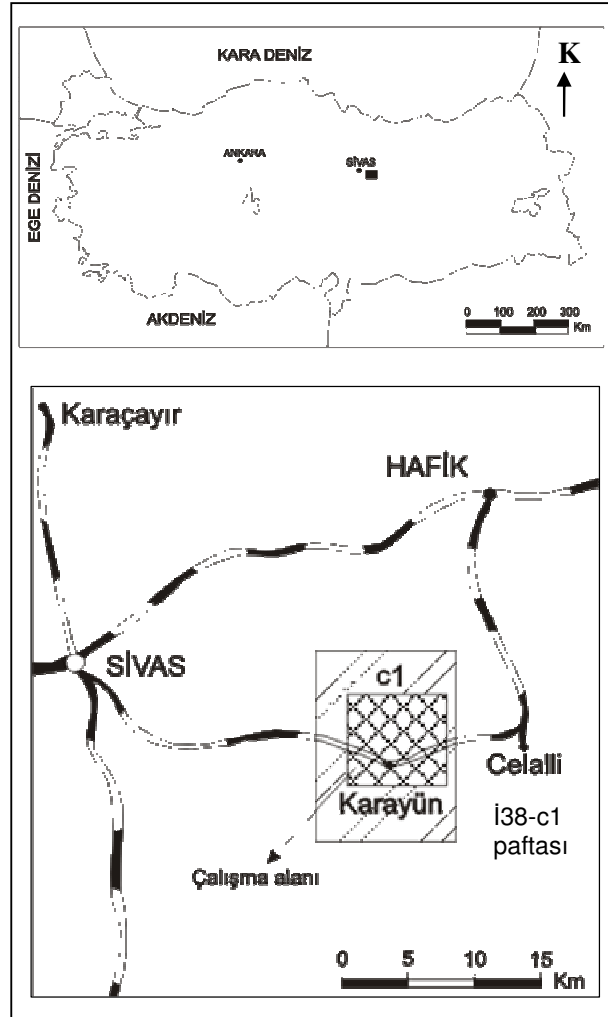 KARA DENİZ
K
ANKARA
SİVAS
EGE DENİZİ
AKDENİZ
0 100 200 300
Km
Karaçayır
HAFİK
SİVAS
c1
Celalli
Karayün
İ38-c1
paftası
Çalışma alanı
0 5 10 15
Km